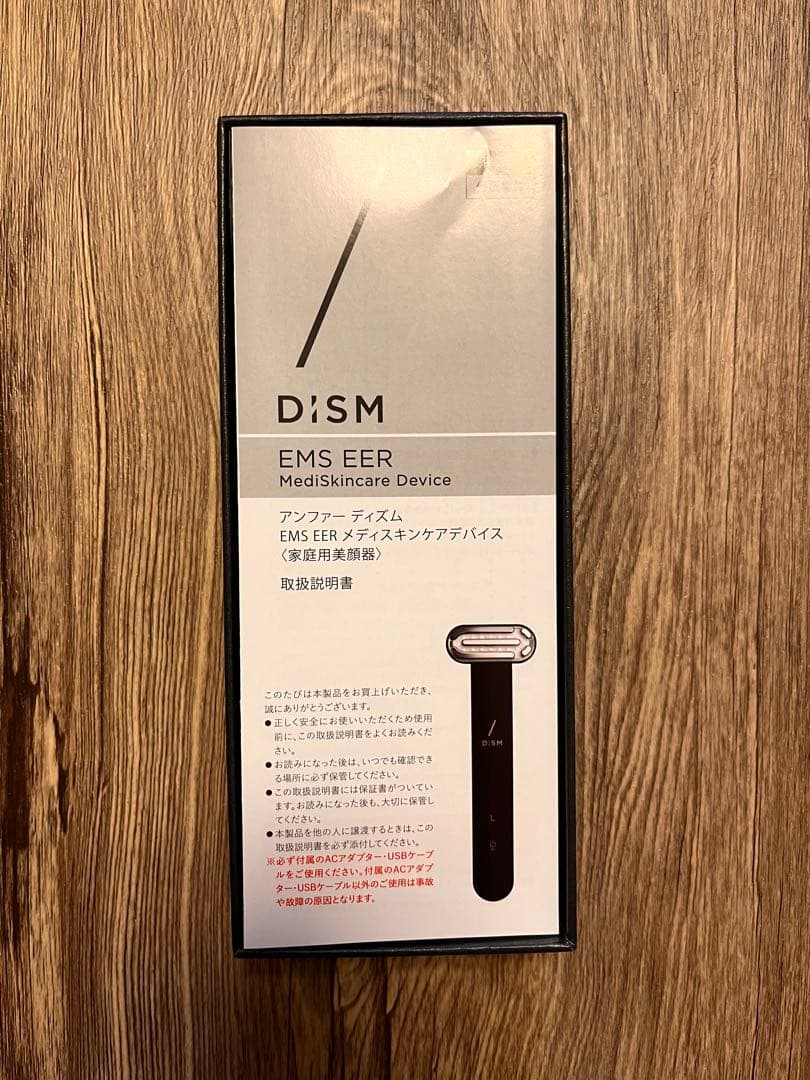 DiSM
EMS EER
MediSkincare Device
アンファー ディズム
EMS EER メディスキンケアデバイス
〈家庭用美顔器〉
取扱説明書
このたびは本製品をお買上げいただき、
誠にありがとうございます。
●正しく安全にお使いいただくため使用
前に、この取扱説明書をよくお読みくだ
さい。
●お読みになった後は、いつでも確認でき
る場所に必ず保管してください。
●この取扱説明書には保証書がついてい
ます。お読みになった後も、大切に保管し
てください。
●本製品を他の人に譲渡するときは、この
取扱説明書を必ず添付してください。
※必ず付属のACアダプター・USBケーブ
ルをご使用ください。付属のACアダプ
ター・USBケーブル以外のご使用は事故
や故障の原因となります。
DiSM
L